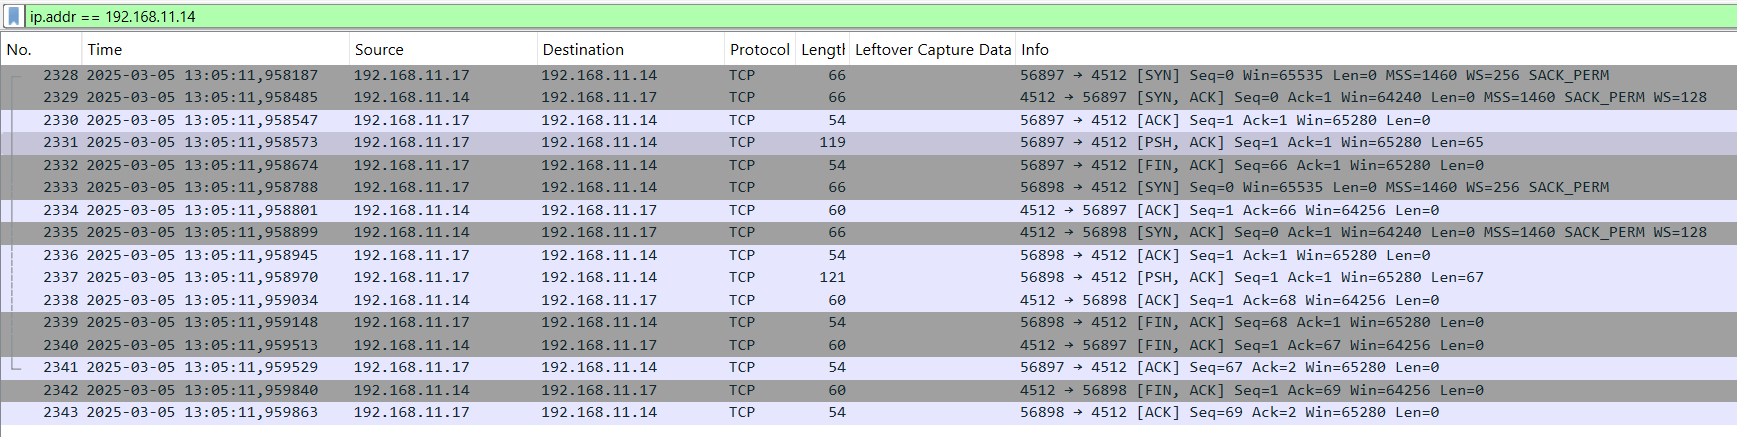 ip.addr == 192.168.11.14
No. Time Source Destination Protocol Length Leftover Capture Data Info
2328 2025-03-05 13:05:11,958187 192.168.11.17 192.168.11.14 TCP 66 56897 → 4512 [SYN] Seq=0 Win=65535 Len=0 MSS=1460 WS=256 SACK_PERM
2329 2025-03-05 13:05:11,958485 192.168.11.14 192.168.11.17 TCP 66 4512 → 56897 [SYN, ACK] Seq=0 Ack=1 Win=64240 Len=0 MSS=1460 SACK_PERM WS=128
2330 2025-03-05 13:05:11,958547 192.168.11.17 192.168.11.14 TCP 54 56897 → 4512 [ACK] Seq=1 Ack=1 Win=65280 Len=0
2331 2025-03-05 13:05:11,958573 192.168.11.17 192.168.11.14 TCP 119 56897 → 4512 [PSH, ACK] Seq=1 Ack=1 Win=65280 Len=65
2332 2025-03-05 13:05:11,958674 192.168.11.17 192.168.11.14 TCP 54 56897 → 4512 [FIN, ACK] Seq=66 Ack=1 Win=65280 Len=0
2333 2025-03-05 13:05:11,958788 192.168.11.17 192.168.11.14 TCP 66 56898 → 4512 [SYN] Seq=0 Win=65535 Len=0 MSS=1460 WS=256 SACK_PERM
2334 2025-03-05 13:05:11,958801 192.168.11.14 192.168.11.17 TCP 60 4512 → 56897 [ACK] Seq=1 Ack=66 Win=64256 Len=0
2335 2025-03-05 13:05:11,958899 192.168.11.14 192.168.11.17 TCP 66 4512 → 56898 [SYN, ACK] Seq=0 Ack=1 Win=64240 Len=0 MSS=1460 SACK_PERM WS=128
2336 2025-03-05 13:05:11,958945 192.168.11.17 192.168.11.14 TCP 54 56898 → 4512 [ACK] Seq=1 Ack=1 Win=65280 Len=0
2337 2025-03-05 13:05:11,958970 192.168.11.17 192.168.11.14 TCP 121 56898 → 4512 [PSH, ACK] Seq=1 Ack=1 Win=65280 Len=67
2338 2025-03-05 13:05:11,959034 192.168.11.14 192.168.11.17 TCP 60 4512 → 56898 [ACK] Seq=1 Ack=68 Win=64256 Len=0
2339 2025-03-05 13:05:11,959148 192.168.11.17 192.168.11.14 TCP 54 56898 → 4512 [FIN, ACK] Seq=68 Ack=1 Win=65280 Len=0
2340 2025-03-05 13:05:11,959513 192.168.11.14 192.168.11.17 TCP 60 4512 → 56897 [FIN, ACK] Seq=1 Ack=67 Win=64256 Len=0
2341 2025-03-05 13:05:11,959529 192.168.11.17 192.168.11.14 TCP 54 56897 → 4512 [ACK] Seq=67 Ack=2 Win=65280 Len=0
2342 2025-03-05 13:05:11,959840 192.168.11.14 192.168.11.17 TCP 60 4512 → 56898 [FIN, ACK] Seq=1 Ack=69 Win=64256 Len=0
2343 2025-03-05 13:05:11,959863 192.168.11.17 192.168.11.14 TCP 54 56898 → 4512 [ACK] Seq=69 Ack=2 Win=65280 Len=0